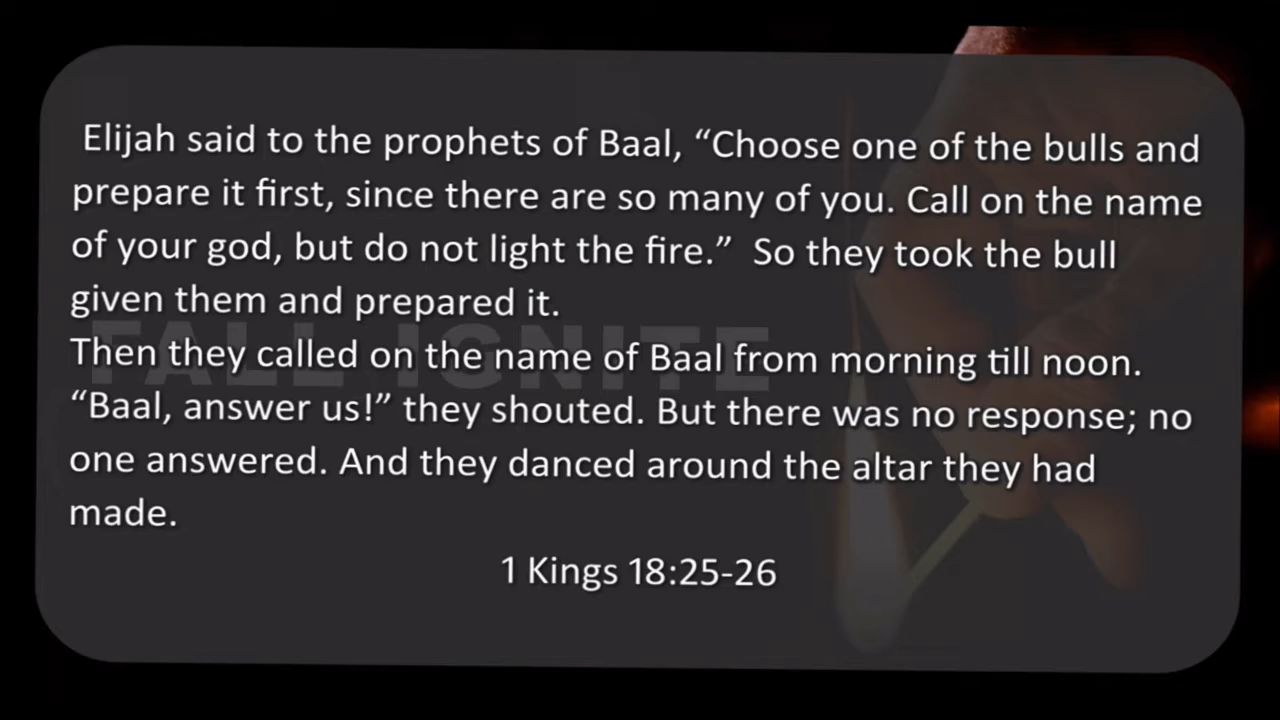 Elijah said to the prophets of Baal, “Choose one of the bulls and
prepare it first, since there are so many of you. Call on the name
of your god, but do not light the fire.”  So they took the bull
given them and prepared it.
FALL IGNITE
Then they called on the name of Baal from morning till noon.
“Baal, answer us!” they shouted. But there was no response; no
one answered. And they danced around the altar they had
made.
1 Kings 18:25-26